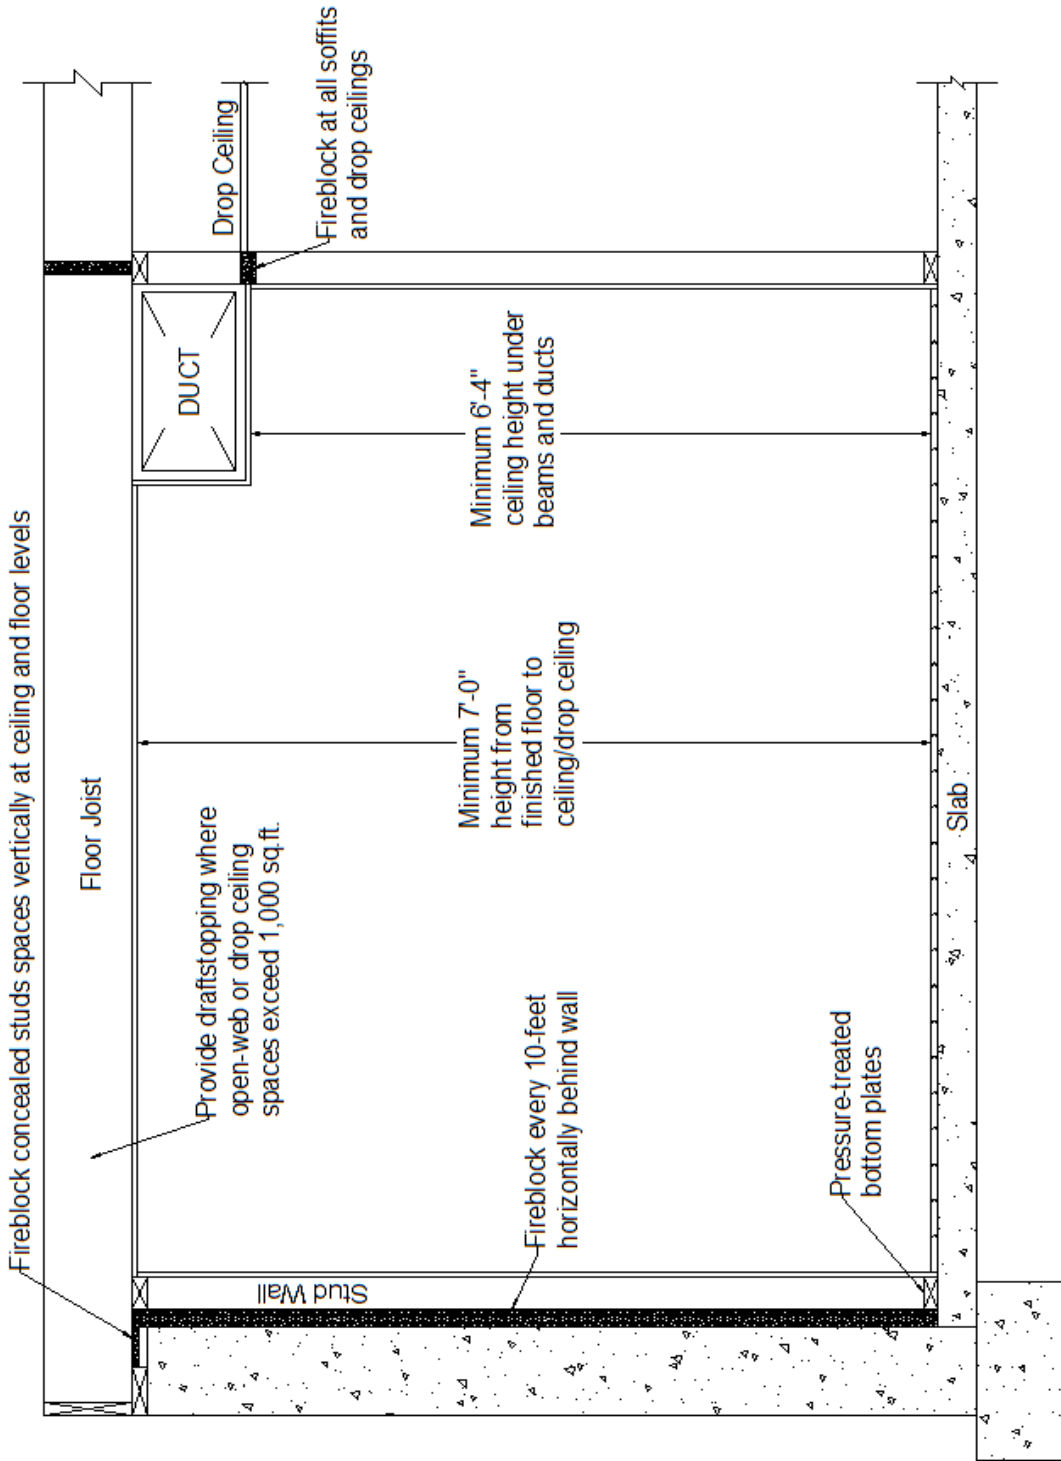 Fireblock concealed studs spaces vertically at ceiling and floor levels
Floor Joist
Provide draftstopping where
open-web or drop ceiling
spaces exceed 1,000 sq.ft.
DUCT
Drop Ceiling
Fireblock at all soffits
and drop ceilings
Stud Wall
Fireblock every 10-feet
horizontally behind wall
Minimum 7'-0"
height from
finished floor to
ceiling/drop ceiling
Minimum 6'-4"
ceiling height under
beams and ducts
Pressure-treated
bottom plates
Slab